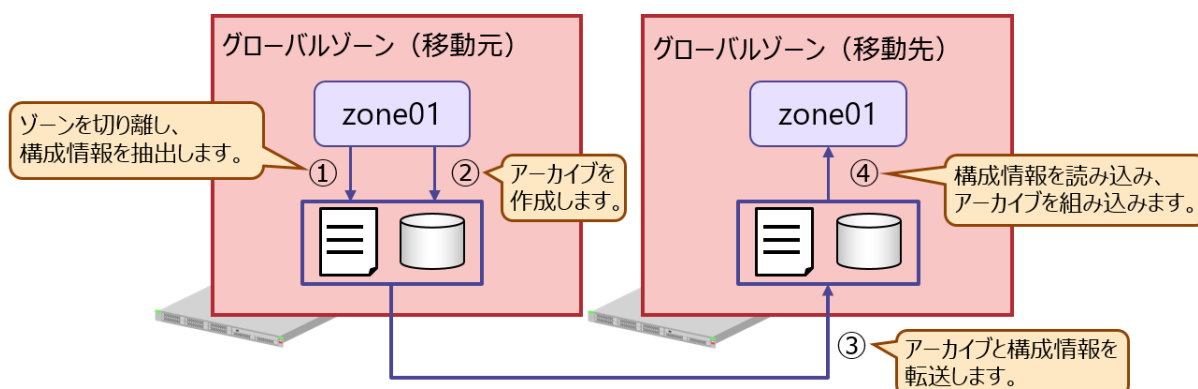 グローバルゾーン（移動元）
zone01
ゾーンを切り離し、
構成情報を抽出します。
①
②
アーカイブを
作成します。
グローバルゾーン（移動先）
zone01
④
構成情報を読み込み、
アーカイブを組み込みます。
③
アーカイブと構成情報を
転送します。